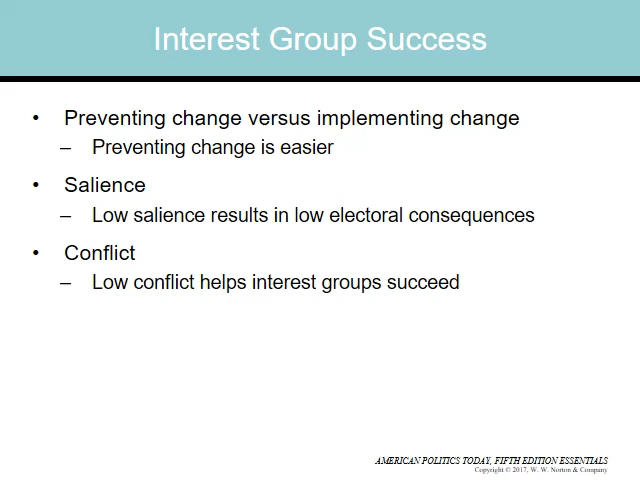 Interest Group Success
• Preventing change versus implementing change
– Preventing change is easier
• Salience
– Low salience results in low electoral consequences
• Conflict
– Low conflict helps interest groups succeed
AMERICAN POLITICS TODAY, FIFTH EDITION ESSENTIALS
Copyright © 2017, W. W. Norton & Company